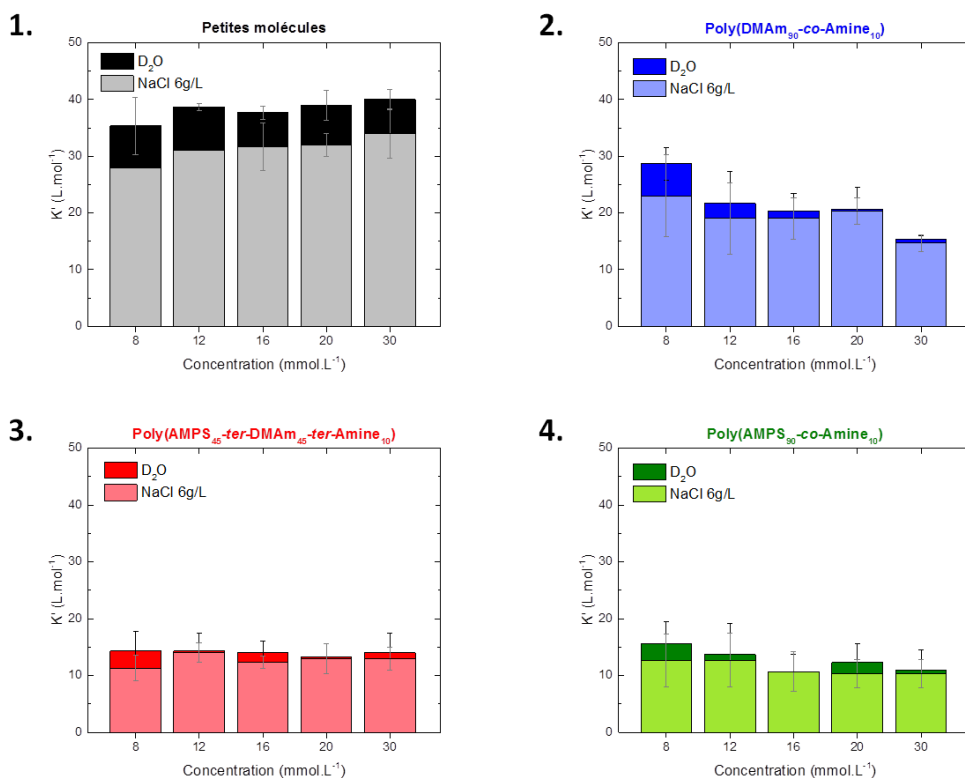 1.
Petites molécules
D₂O
NaCl 6g/L
K' (L.mol⁻¹)
50
40
30
20
10
0
8
12
16
20
30
Concentration (mmol.L⁻¹)
2.
Poly(DMAm₉₀-co-Amine₁₀)
D₂O
NaCl 6g/L
K' (L.mol⁻¹)
50
40
30
20
10
0
8
12
16
20
30
Concentration (mmol.L⁻¹)
3.
Poly(AMPS₄₅-ter-DMAm₄₅-ter-Amine₁₀)
D₂O
NaCl 6g/L
K' (L.mol⁻¹)
50
40
30
20
10
0
8
12
16
20
30
Concentration (mmol.L⁻¹)
4.
Poly(AMPS₉₀-co-Amine₁₀)
D₂O
NaCl 6g/L
K' (L.mol⁻¹)
50
40
30
20
10
0
8
12
16
20
30
Concentration (mmol.L⁻¹)